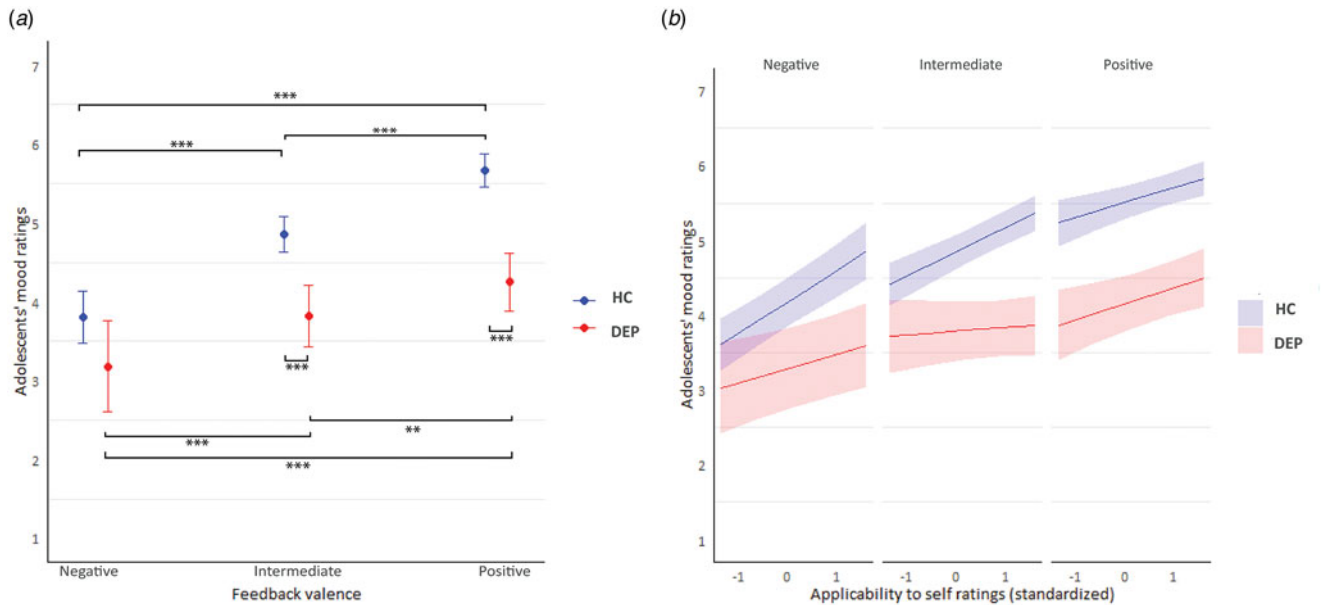 (a)
7
6
5
4
3
2
1
Adolescents' mood ratings
***
***
***
***
***
***
**
***
Negative Intermediate Positive
Feedback valence
HC
DEP
(b)
Negative Intermediate Positive
7
6
5
4
3
2
1
Adolescents' mood ratings
-1 0 1 -1 0 1 -1 0 1
Applicability to self ratings (standardized)
HC
DEP